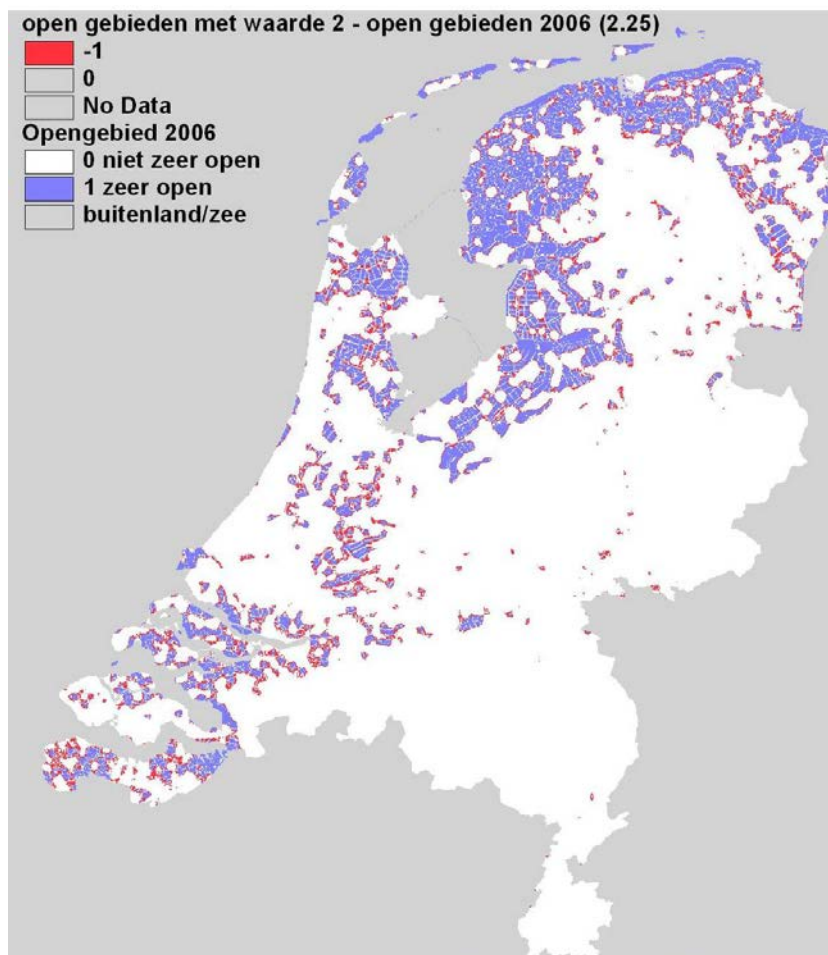 open gebieden met waarde 2 - open gebieden 2006 (2.25)
-1
0
No Data
Opengebied 2006
0 niet zeer open
1 zeer open
buitenland/zee